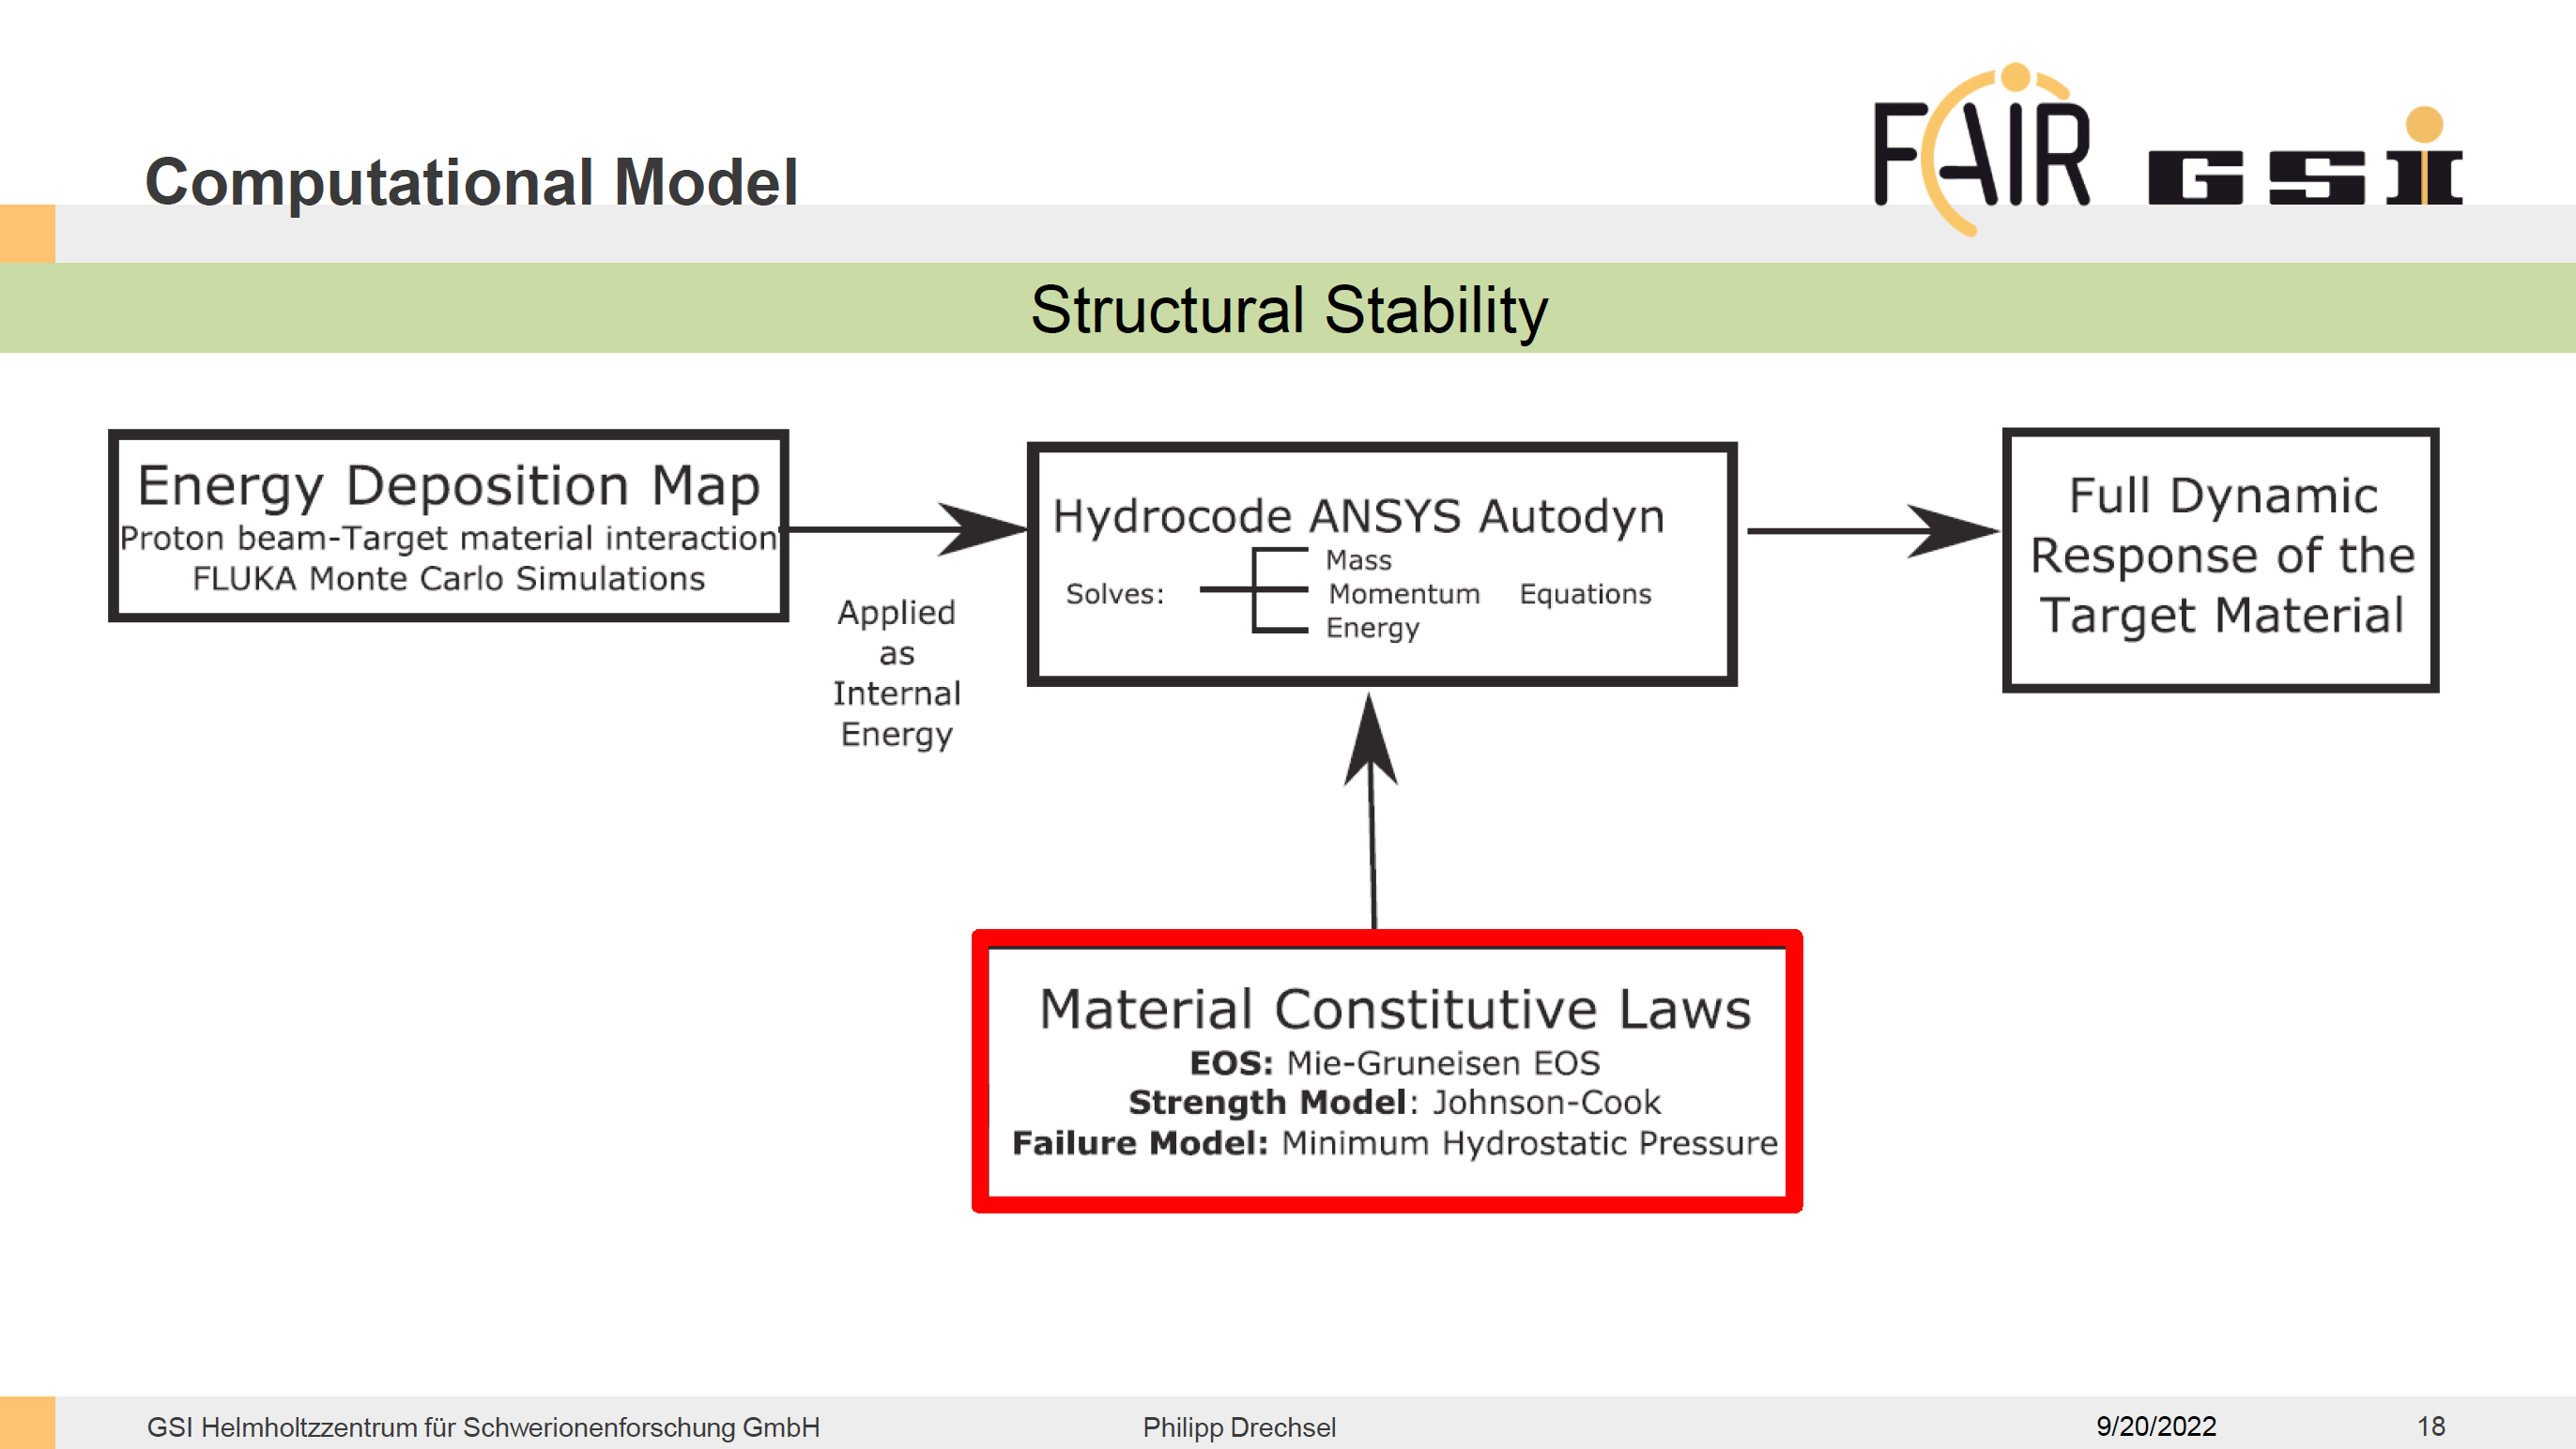 FAIR GSI
Computational Model
Structural Stability
Energy Deposition Map
Proton beam-Target material interaction
FLUKA Monte Carlo Simulations
Applied
as
Internal
Energy
Hydrocode ANSYS Autodyn
Mass
Solves: Momentum Equations
Energy
Full Dynamic
Response of the
Target Material
Material Constitutive Laws
EOS: Mie-Gruneisen EOS
Strength Model: Johnson-Cook
Failure Model: Minimum Hydrostatic Pressure
GSI Helmholtzzentrum für Schwerionenforschung GmbH Philipp Drechsel 9/20/2022 18